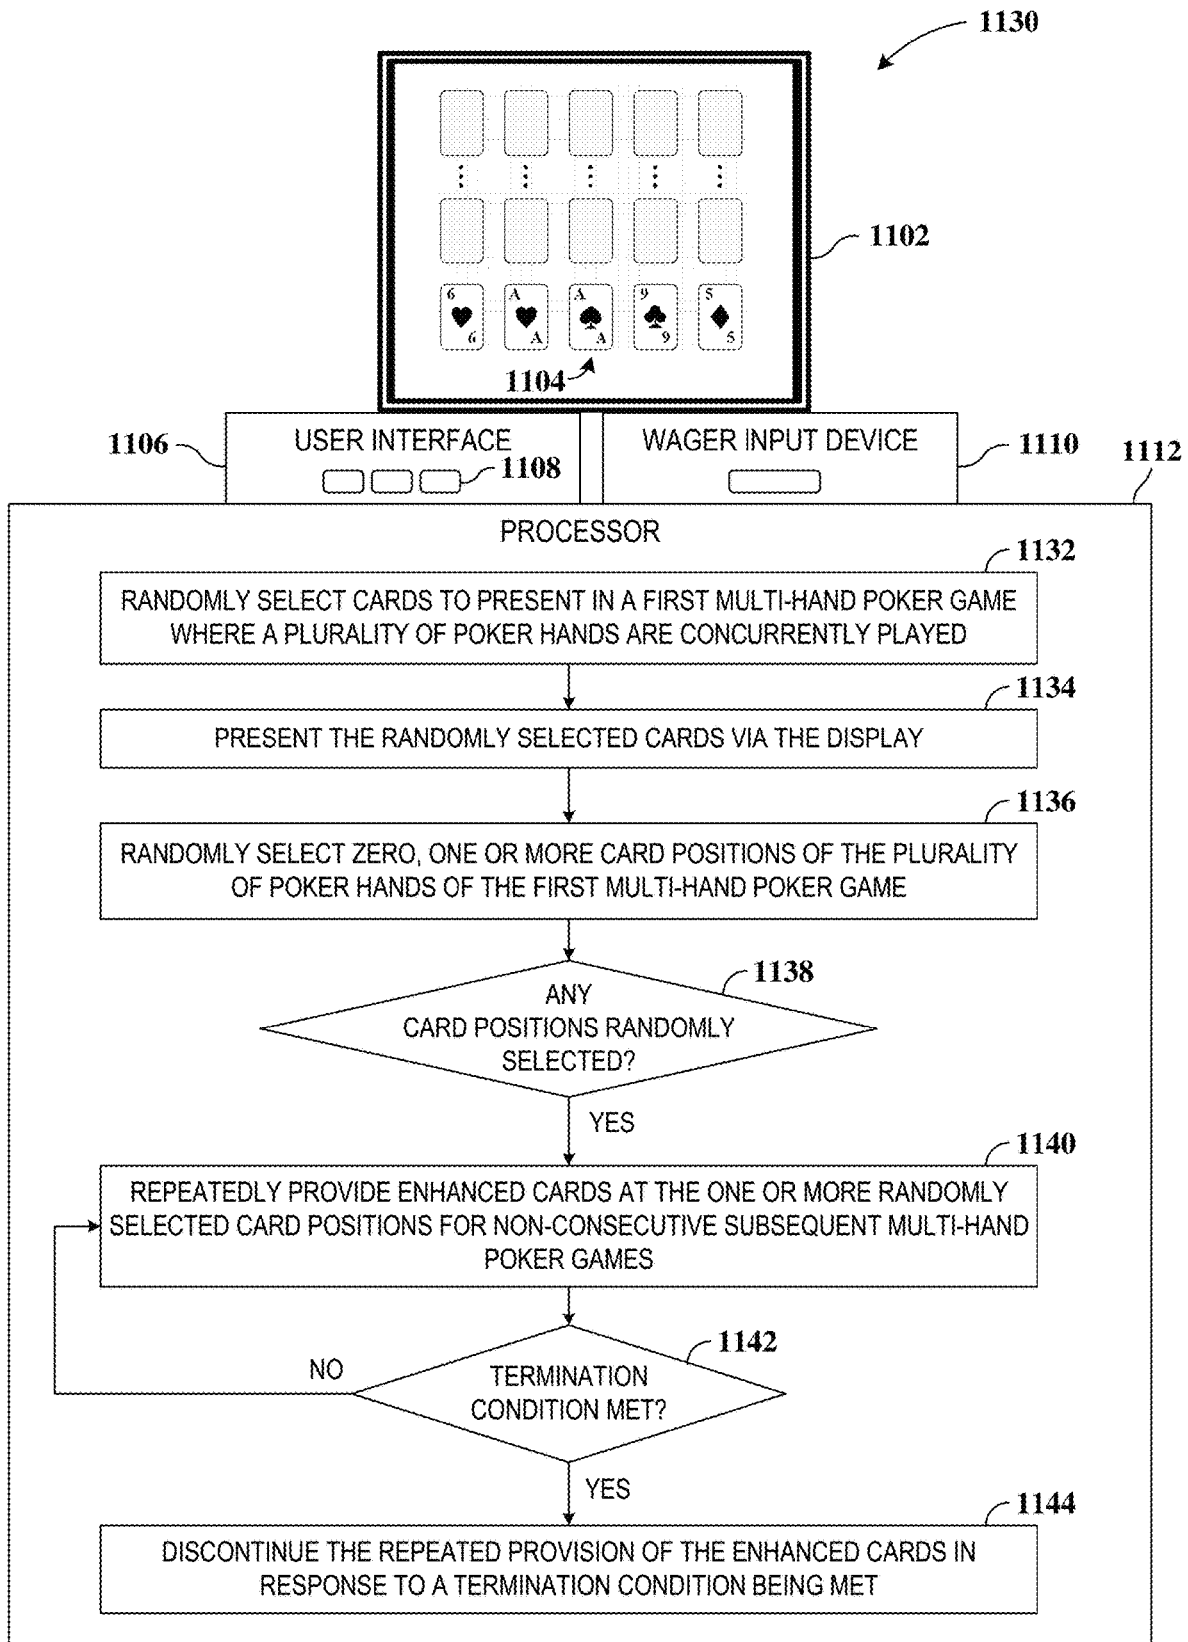 1130
1102
6 A A 9 5
6 A A 9 5
1104
1106
USER INTERFACE
1108
WAGER INPUT DEVICE
1110
1112
PROCESSOR
1132
RANDOMLY SELECT CARDS TO PRESENT IN A FIRST MULTI-HAND POKER GAME
WHERE A PLURALITY OF POKER HANDS ARE CONCURRENTLY PLAYED
1134
PRESENT THE RANDOMLY SELECTED CARDS VIA THE DISPLAY
1136
RANDOMLY SELECT ZERO, ONE OR MORE CARD POSITIONS OF THE PLURALITY
OF POKER HANDS OF THE FIRST MULTI-HAND POKER GAME
1138
ANY
CARD POSITIONS RANDOMLY
SELECTED?
YES
1140
REPEATEDLY PROVIDE ENHANCED CARDS AT THE ONE OR MORE RANDOMLY
SELECTED CARD POSITIONS FOR NON-CONSECUTIVE SUBSEQUENT MULTI-HAND
POKER GAMES
1142
NO
TERMINATION
CONDITION MET?
YES
1144
DISCONTINUE THE REPEATED PROVISION OF THE ENHANCED CARDS IN
RESPONSE TO A TERMINATION CONDITION BEING MET